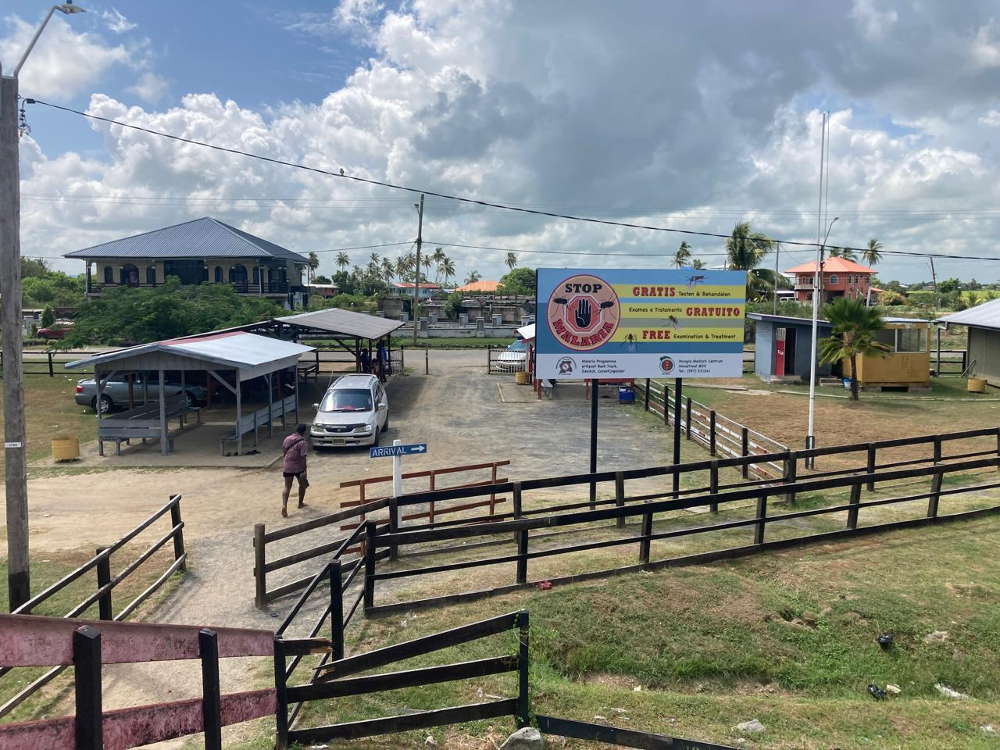 STOP
MALARIA
GRATIS Testen & Behandelen
Exames e Tratamento GRATUITO
FREE Examination & Treatment
Malaria Programma
prikpost Back Track,
Zeedijk, Corantijnpolder
Mungra Medisch Centrum
Annastraat #35
Tel.: (597) 231241
ARRIVAL